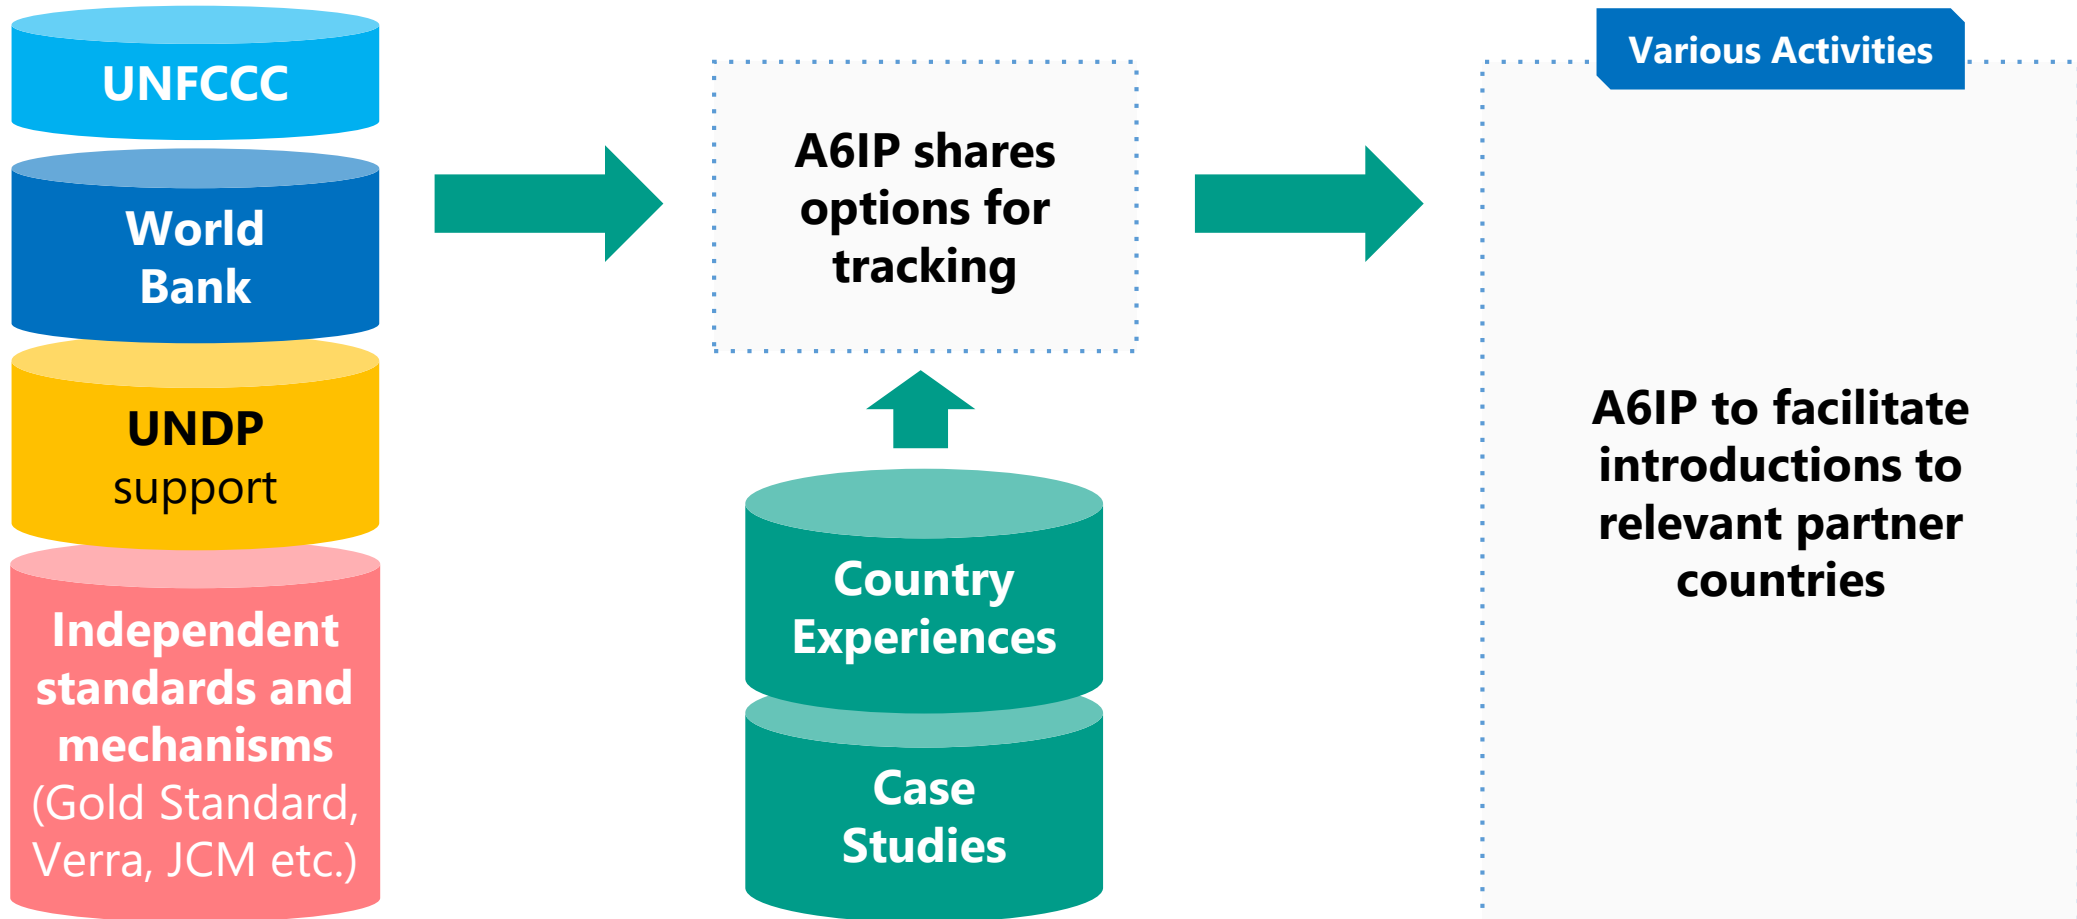 UNFCCC
World
Bank
UNDP
support
Independent
standards and
mechanisms
(Gold Standard,
Verra, JCM etc.)
A6IP shares
options for
tracking
Country
Experiences
Case
Studies
Various Activities
A6IP to facilitate
introductions to
relevant partner
countries